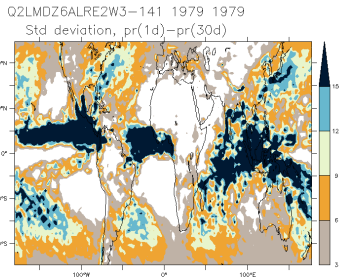 Q2LMDZ6ALRE2W3-141 1979 1979
Std deviation, pr(1d)-pr(30d)
°N
15
°N
12
0°
9
°S
6
°S
3
100°W
0°
100°E